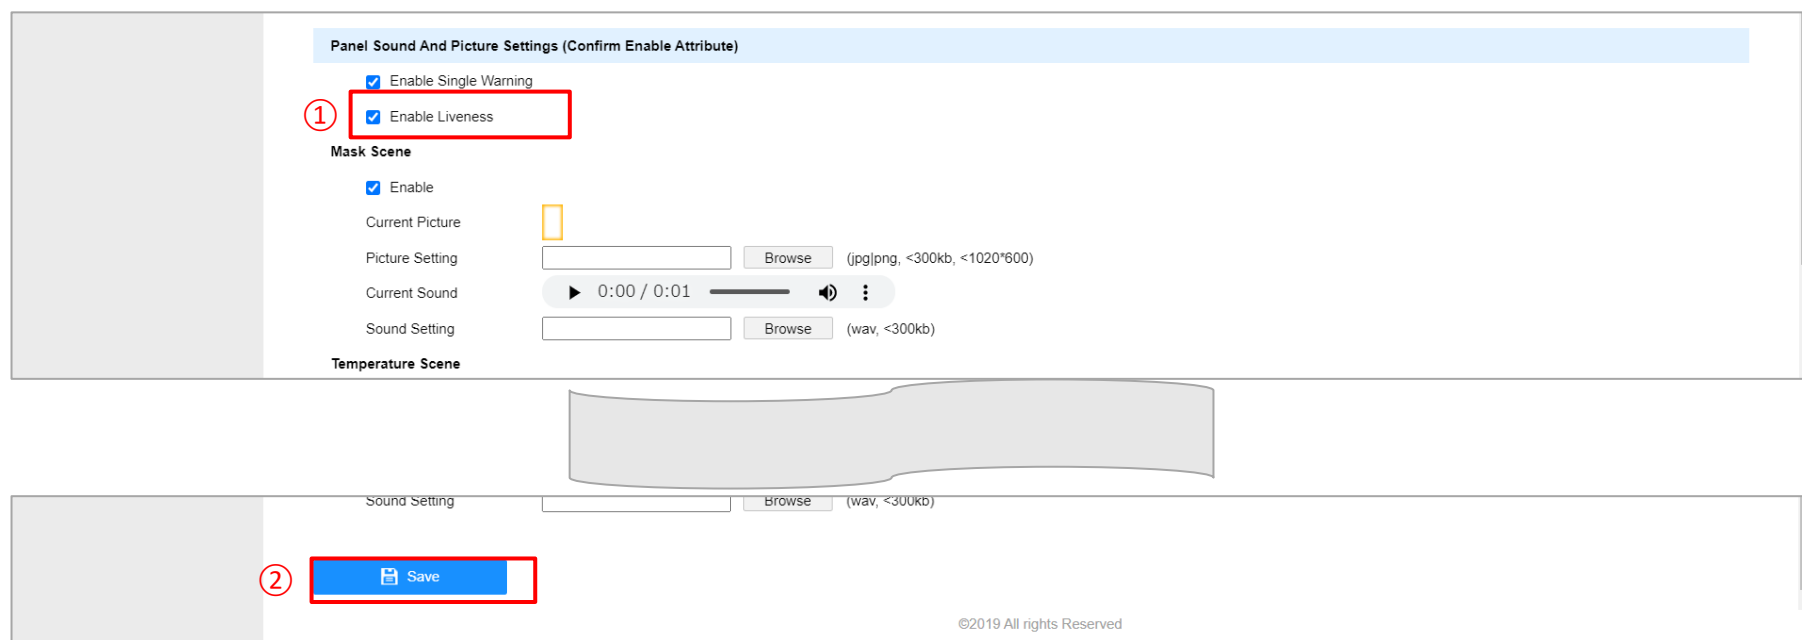 Panel Sound And Picture Settings (Confirm Enable Attribute)
Enable Single Warning
① Enable Liveness
Mask Scene
Enable
Current Picture
Picture Setting Browse (jpg|png, <300kb, <1020*600)
Current Sound 0:00 / 0:01
Sound Setting Browse (wav, <300kb)
Temperature Scene
Sound Setting Browse (wav, <300kb)
② Save
©2019 All rights Reserved